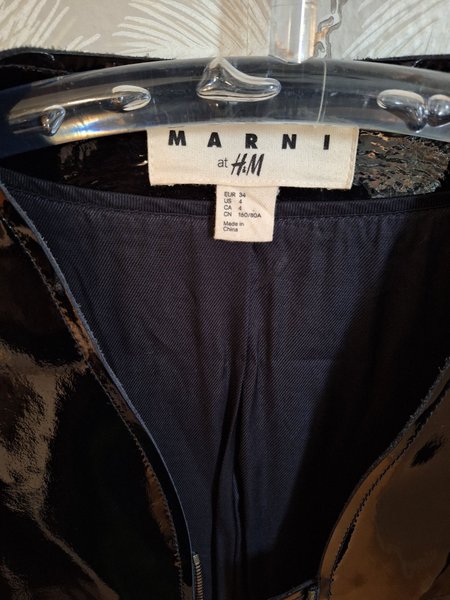 MARNI
at H&M
EUR 34
US 4
CA 4
CN 160/80A
Made in
China